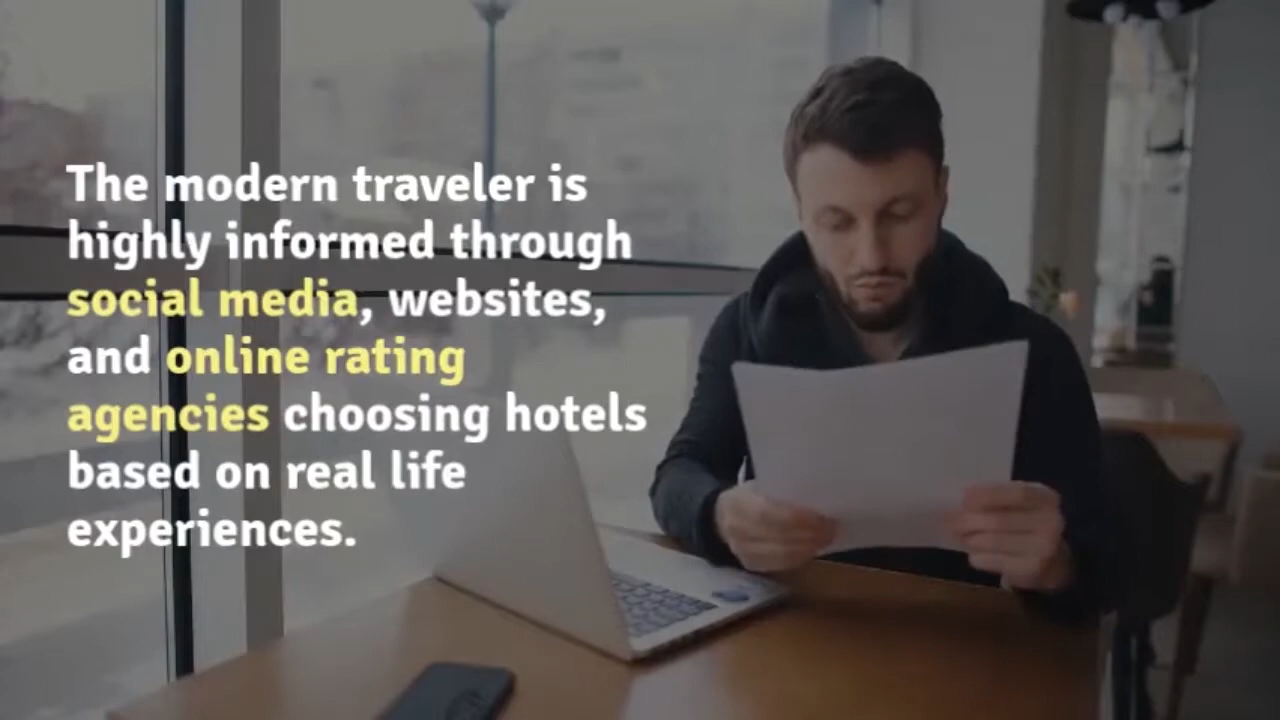 The modern traveler is
highly informed through
social media, websites,
and online rating
agencies choosing hotels
based on real life
experiences.